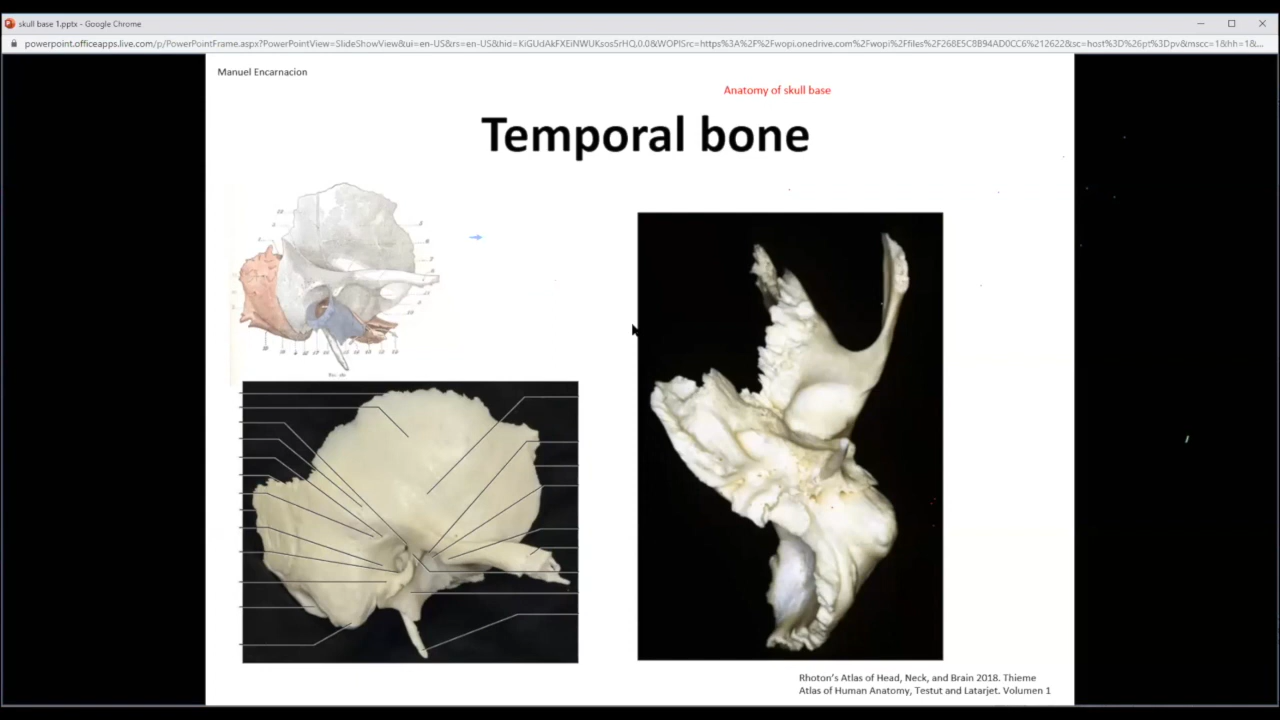 skull base 1.pptx - Google Chrome
powerpoint.officeapps.live.com/p/PowerPointFrame.aspx?PowerPointView=SlideShowView&ui=en-US&rs=en-US&hid=KiGUdAkFXEiNWUKsosSrHQ.0.0&WOPISrc=https%3A%2F%2Fwopi.onedrive.com%2Fwopi%2Ffiles%2F268E5C8B94AD0CC6%212622&sc=host%3D%26pt%3Dpv&mscc=1&hh=1&...
Manuel Encarnacion
Anatomy of skull base
Temporal bone
Rhoton's Atlas of Head, Neck, and Brain 2018. Thieme
Atlas of Human Anatomy, Testut and Latarjet. Volumen 1